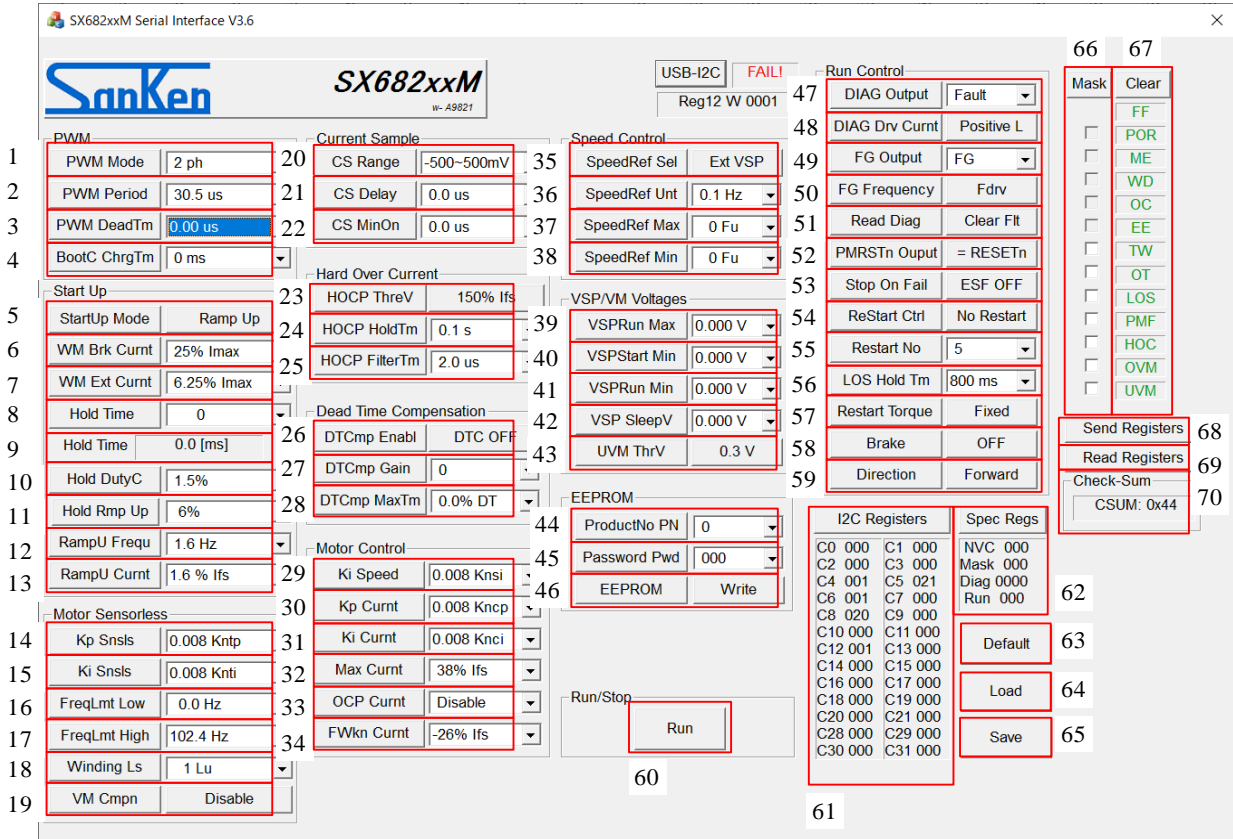 SX682xxM Serial Interface V3.6
SanKen
SX682xxM
w- A9821
USB-I2C FAIL!
Reg12 W 0001
PWM
1 PWM Mode 2 ph
2 PWM Period 30.5 us
3 PWM DeadTm 0.00 us
4 BootC ChrgTm 0 ms
Start Up
5 StartUp Mode Ramp Up
6 WM Brk Curnt 25% Imax
7 WM Ext Curnt 6.25% Imax
8 Hold Time 0
9 Hold Time 0.0 [ms]
10 Hold DutyC 1.5%
11 Hold Rmp Up 6%
12 RampU Frequ 1.6 Hz
13 RampU Curnt 1.6 % Ifs
Motor Sensorless
14 Kp Snsls 0.008 Kntp
15 Ki Snsls 0.008 Knti
16 FreqLmt Low 0.0 Hz
17 FreqLmt High 102.4 Hz
18 Winding Ls 1 Lu
19 VM Cmpn Disable
Current Sample
20 CS Range -500~500mV
21 CS Delay 0.0 us
22 CS MinOn 0.0 us
Hard Over Current
23 HOCP ThreV 150% Ifs
24 HOCP HoldTm 0.1 s
25 HOCP FilterTm 2.0 us
Dead Time Compensation
26 DTCmp Enabl DTC OFF
27 DTCmp Gain 0
28 DTCmp MaxTm 0.0% DT
Motor Control
29 Ki Speed 0.008 Knsi
30 Kp Curnt 0.008 Kncp
31 Ki Curnt 0.008 Knci
32 Max Curnt 38% Ifs
33 OCP Curnt Disable
34 FWkn Curnt -26% Ifs
Speed Control
35 SpeedRef Sel Ext VSP
36 SpeedRef Unt 0.1 Hz
37 SpeedRef Max 0 Fu
38 SpeedRef Min 0 Fu
VSP/VM Voltages
39 VSPRun Max 0.000 V
40 VSPStart Min 0.000 V
41 VSPRun Min 0.000 V
42 VSP SleepV 0.000 V
43 UVM ThrV 0.3 V
EEPROM
44 ProductNo PN 0
45 Password Pwd 000
46 EEPROM Write
Run/Stop
Run
60
Run Control
47 DIAG Output Fault
48 DIAG Drv Curnt Positive L
49 FG Output FG
50 FG Frequency Fdrv
51 Read Diag Clear Flt
52 PMRSTn Ouput = RESETn
53 Stop On Fail ESF OFF
54 ReStart Ctrl No Restart
55 Restart No 5
56 LOS Hold Tm 800 ms
57 Restart Torque Fixed
58 Brake OFF
59 Direction Forward
I2C Registers
C0 000 C1 000
C2 000 C3 000
C4 001 C5 021
C6 001 C7 000
C8 020 C9 000
C10 000 C11 000
C12 001 C13 000
C14 000 C15 000
C16 000 C17 000
C18 000 C19 000
C20 000 C21 000
C28 000 C29 000
C30 000 C31 000
61
Spec Regs
NVC 000
Mask 000
Diag 0000
Run 000
62
Default 63
Load 64
Save 65
66 67
Mask Clear
FF
POR
ME
WD
OC
EE
TW
OT
LOS
PMF
HOC
OVM
UVM
Send Registers 68
Read Registers 69
Check-Sum
CSUM: 0x44 70